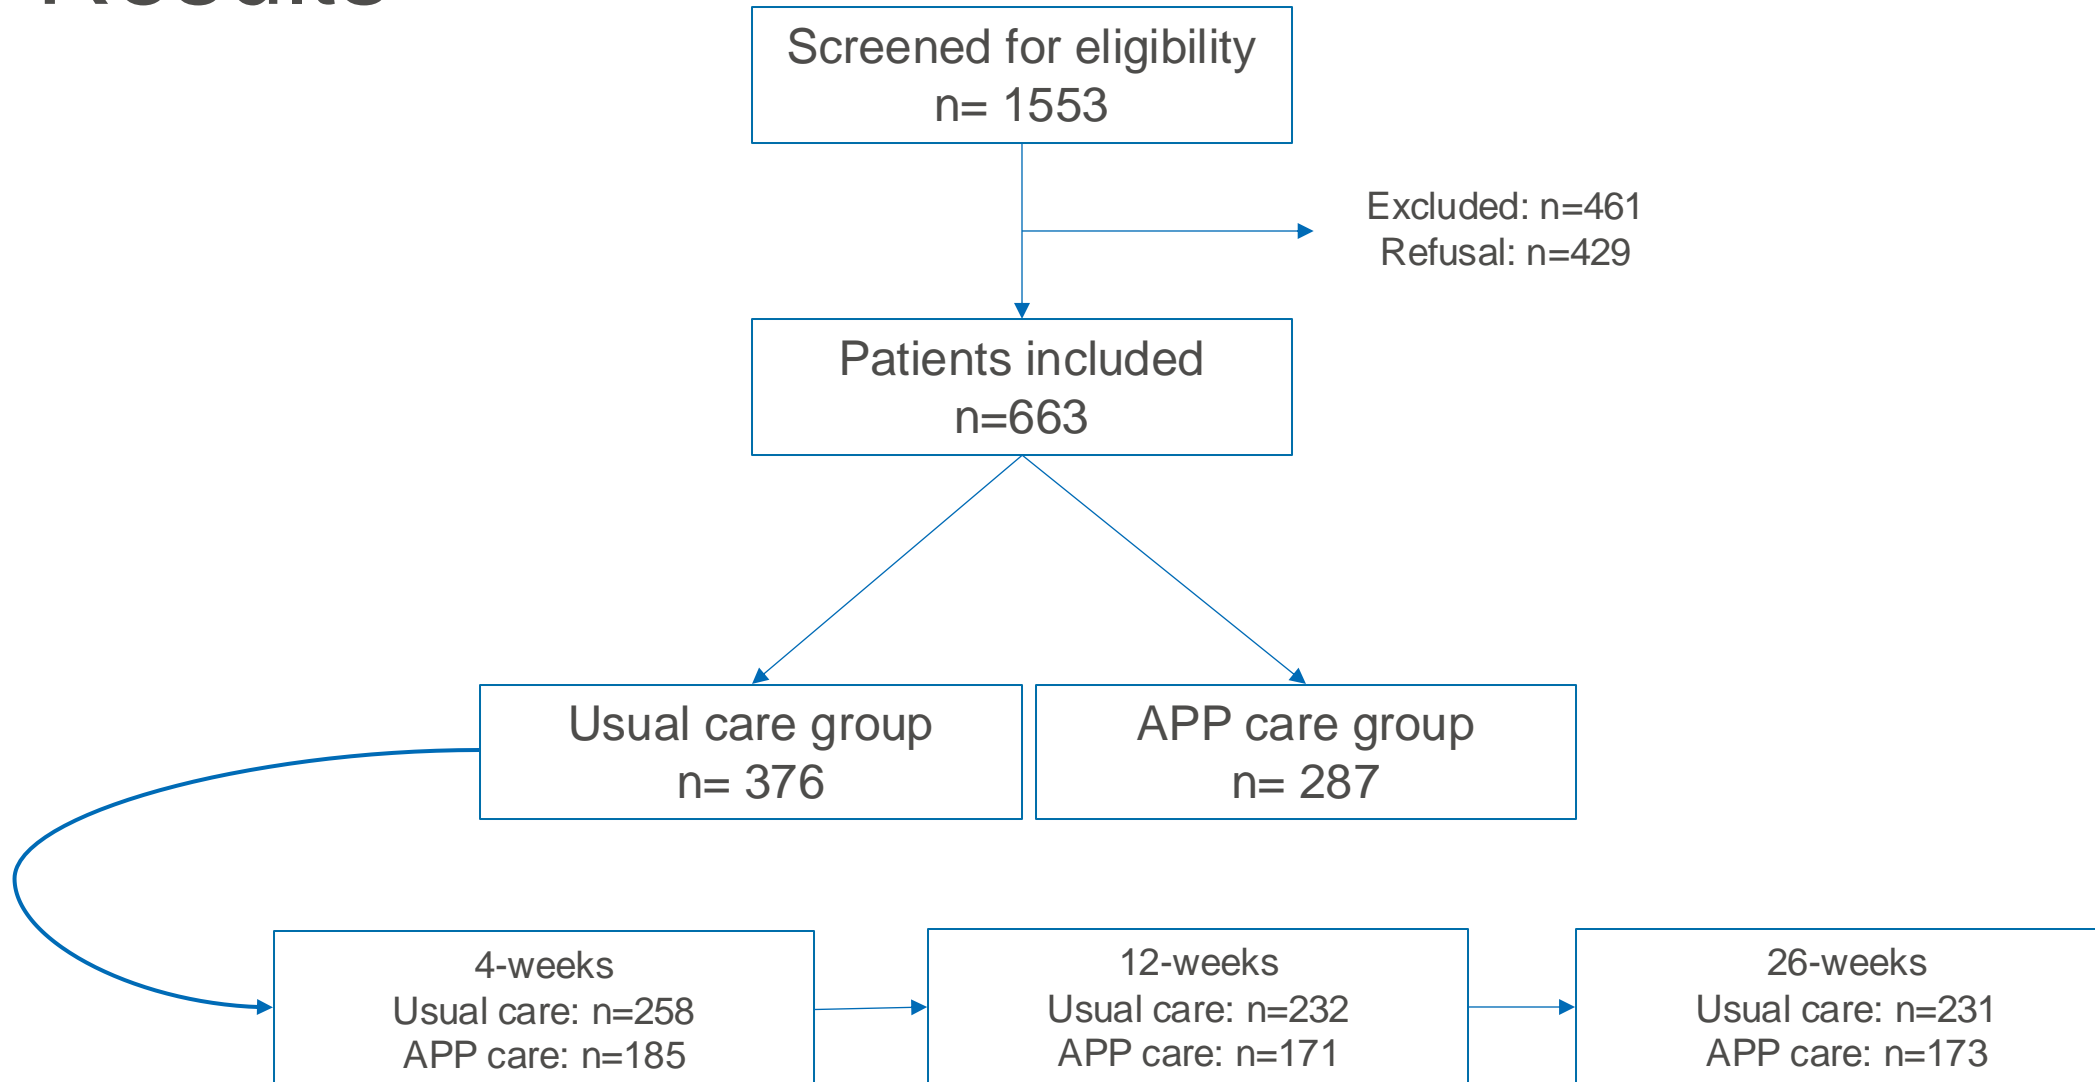 Results
Screened for eligibility
n= 1553
Excluded: n=461
Refusal: n=429
Patients included
n=663
Usual care group
n= 376
APP care group
n= 287
4-weeks
Usual care: n=258
APP care: n=185
12-weeks
Usual care: n=232
APP care: n=171
26-weeks
Usual care: n=231
APP care: n=173